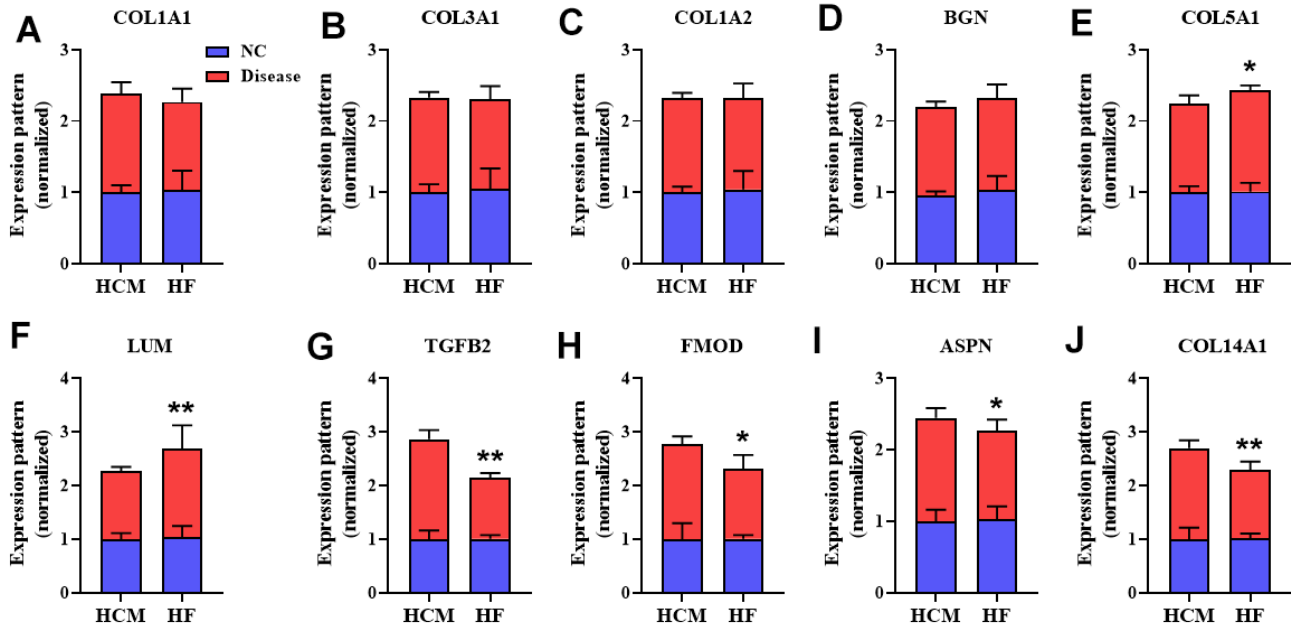 A
COL1A1
NC
Disease
Expression pattern
(normalized)
3
2
1
0
HCM
HF
B
COL3A1
Expression pattern
(normalized)
3
2
1
0
HCM
HF
C
COL1A2
Expression pattern
(normalized)
3
2
1
0
HCM
HF
D
BGN
Expression pattern
(normalized)
3
2
1
0
HCM
HF
E
COL5A1
*
Expression pattern
(normalized)
3
2
1
0
HCM
HF
F
LUM
**
Expression pattern
(normalized)
4
3
2
1
0
HCM
HF
G
TGFB2
**
Expression pattern
(normalized)
4
3
2
1
0
HCM
HF
H
FMOD
*
Expression pattern
(normalized)
4
3
2
1
0
HCM
HF
I
ASPN
*
Expression pattern
(normalized)
3
2
1
0
HCM
HF
J
COL14A1
**
Expression pattern
(normalized)
4
3
2
1
0
HCM
HF